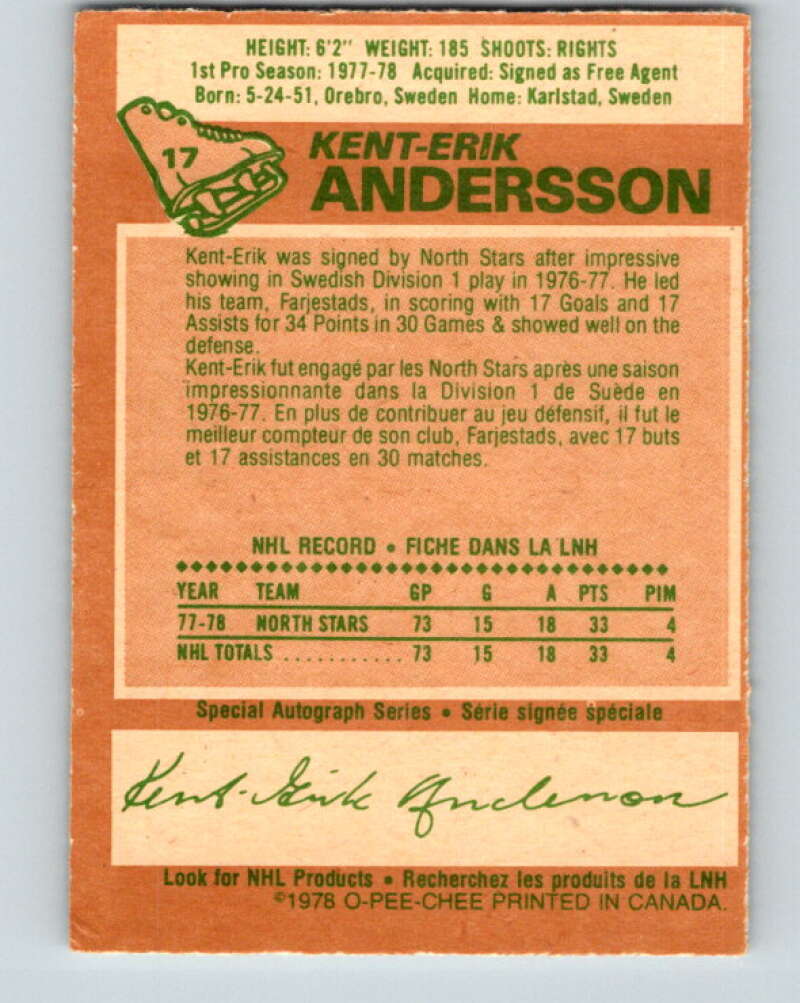 HEIGHT: 6'2" WEIGHT: 185 SHOOTS: RIGHTS
1st Pro Season: 1977-78 Acquired: Signed as Free Agent
Born: 5-24-51, Orebro, Sweden Home: Karlstad, Sweden
17
KENT-ERIK
ANDERSSON
Kent-Erik was signed by North Stars after impressive
showing in Swedish Division 1 play in 1976-77. He led
his team, Farjestads, in scoring with 17 Goals and 17
Assists for 34 Points in 30 Games & showed well on the
defense.
Kent-Erik fut engagé par les North Stars après une saison
impressionnante dans la Division 1 de Suède en
1976-77. En plus de contribuer au jeu défensif, il fut le
meilleur compteur de son club, Farjestads, avec 17 buts
et 17 assistances en 30 matches.
NHL RECORD • FICHE DANS LA LNH
YEAR TEAM GP G A PTS PIM
77-78 NORTH STARS 73 15 18 33 4
NHL TOTALS ........... 73 15 18 33 4
Special Autograph Series • Série signée spéciale
Kent-Erik Andersson
Look for NHL Products • Recherchez les produits de la LNH
©1978 O-PEE-CHEE PRINTED IN CANADA.